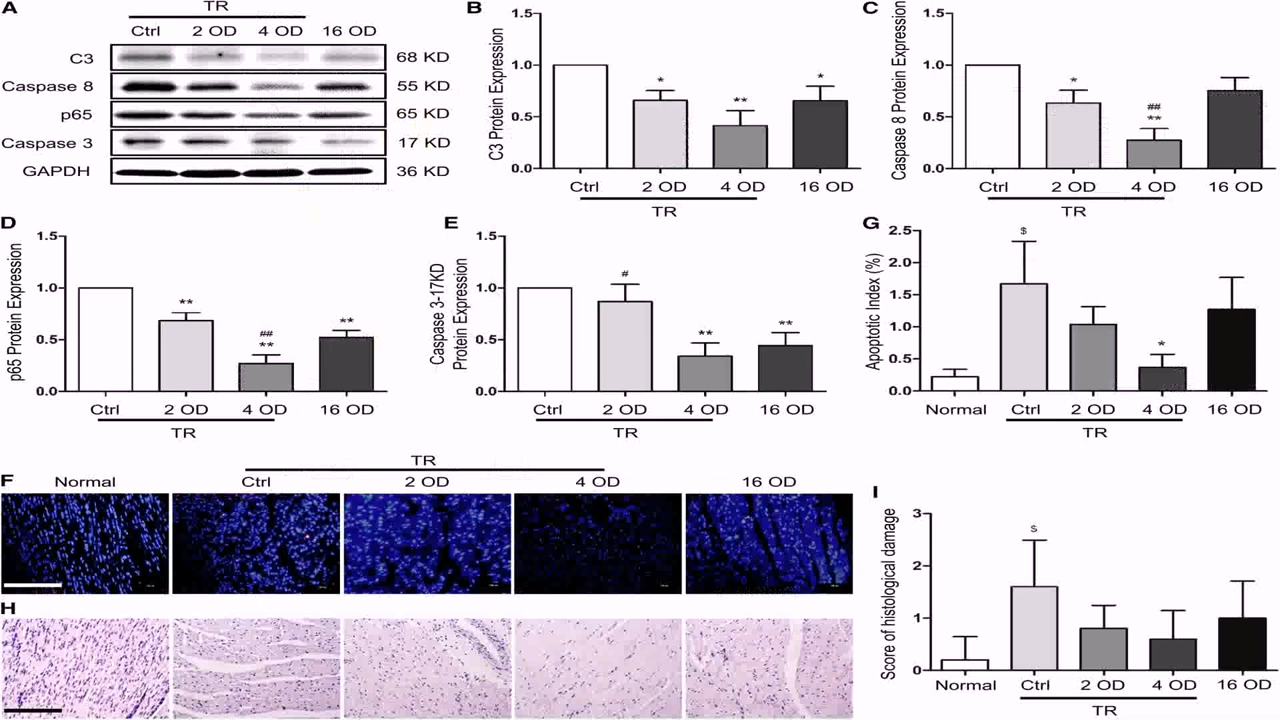 A
TR
Ctrl 2 OD 4 OD 16 OD
C3 68 KD
Caspase 8 55 KD
p65 65 KD
Caspase 3 17 KD
GAPDH 36 KD
B
C3 Protein Expression
1.5
1.0
0.5
0.0
* ** *
Ctrl 2 OD 4 OD 16 OD
TR
C
Caspase 8 Protein Expression
1.5
1.0
0.5
0.0
*
##
**
Ctrl 2 OD 4 OD 16 OD
TR
D
p65 Protein Expression
1.5
1.0
0.5
0.0
**
##
**
**
Ctrl 2 OD 4 OD 16 OD
TR
E
Caspase 3-17KD
Protein Expression
1.5
1.0
0.5
0.0
#
**
**
Ctrl 2 OD 4 OD 16 OD
TR
G
Apoptotic Index (%)
2.5
2.0
1.5
1.0
0.5
0.0
$
*
Normal Ctrl 2 OD 4 OD 16 OD
TR
F
TR
Normal Ctrl 2 OD 4 OD 16 OD
H
I
Score of histological damage
3
2
1
0
$
Normal Ctrl 2 OD 4 OD 16 OD
TR